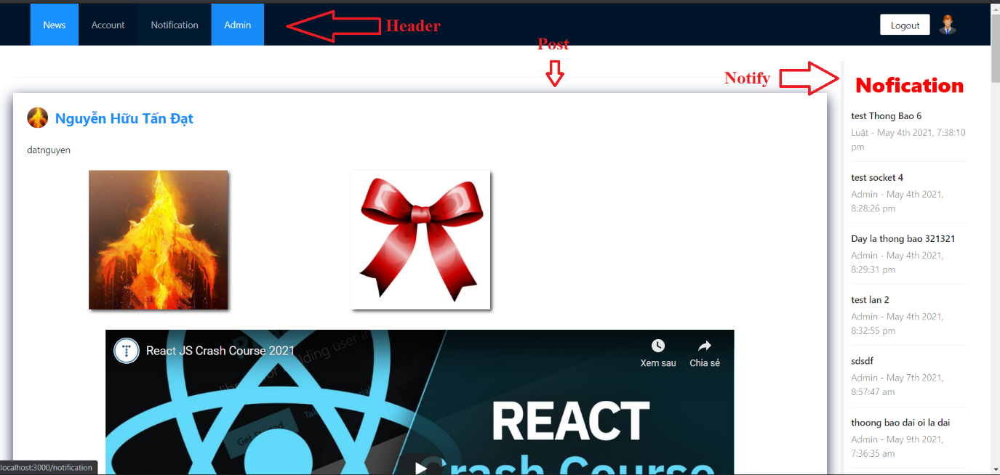 News Account Notification Admin Logout
Header
Post
Notify
Nofication
Nguyễn Hữu Tấn Đạt
datnguyen
React JS Crash Course 2021
Xem sau
Chia sẻ
Get Started
REACT
Crash Course
test Thong Bao 6
Luật - May 4th 2021, 7:38:10
pm
test socket 4
Admin - May 4th 2021,
8:28:26 pm
Day la thong bao 321321
Admin - May 4th 2021,
8:29:31 pm
test lan 2
Admin - May 4th 2021,
8:32:55 pm
sdsdf
Admin - May 7th 2021,
8:57:47 am
thoong bao dai oi la dai
Admin - May 9th 2021,
7:36:35 am
localhost:3000/notification